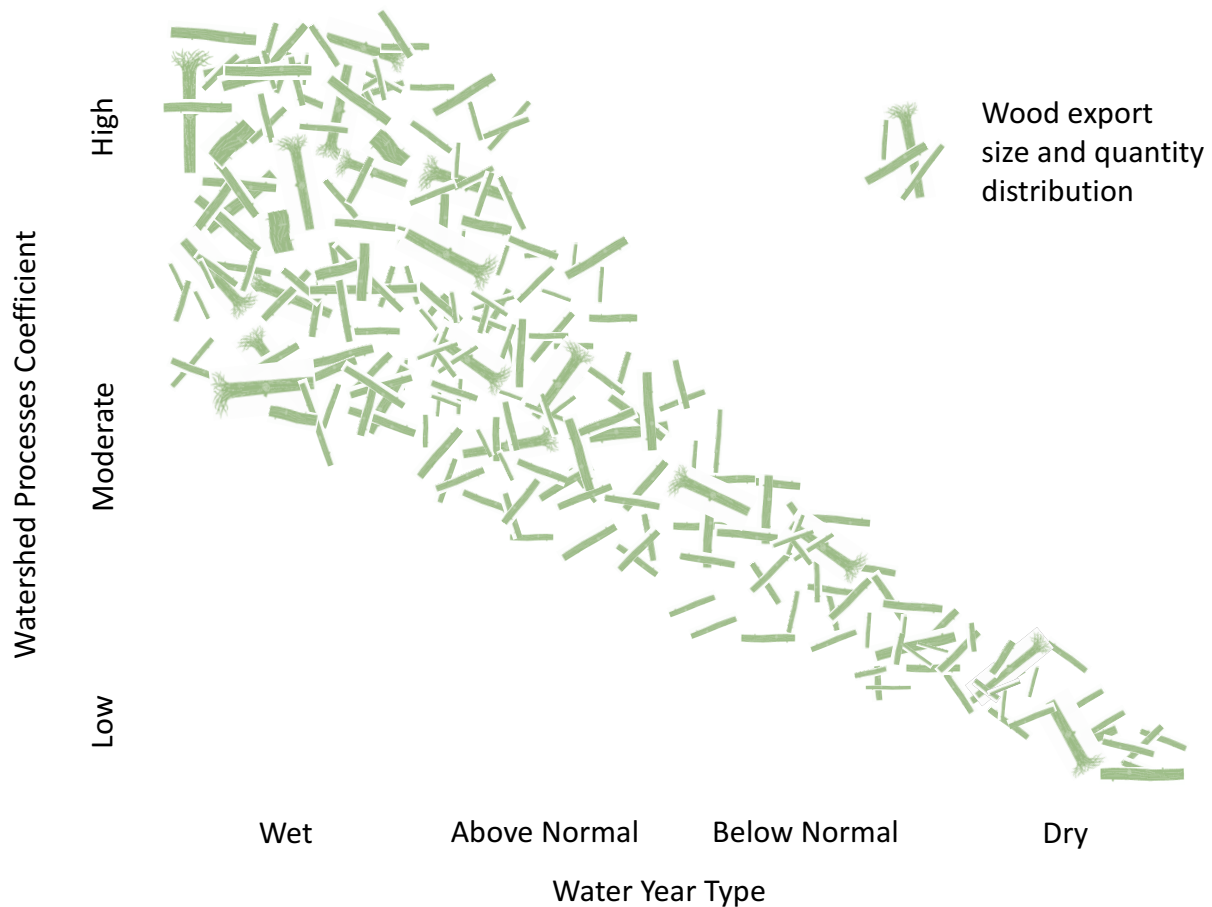 Wood export
size and quantity
distribution
Watershed Processes Coefficient
High
Moderate
Low
Wet
Above Normal
Below Normal
Dry
Water Year Type